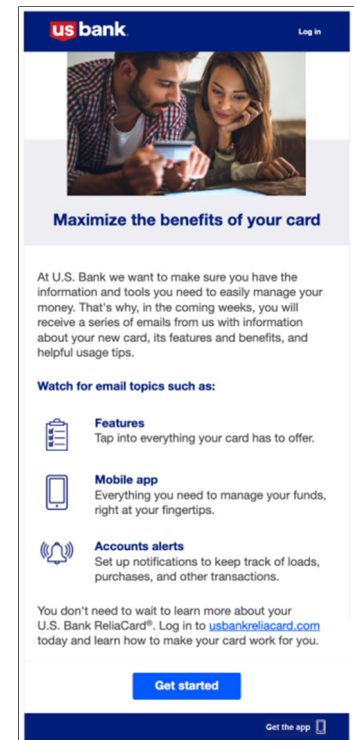 us bank
Log in
Maximize the benefits of your card
At U.S. Bank we want to make sure you have the
information and tools you need to easily manage your
money. That's why, in the coming weeks, you will
receive a series of emails from us with information
about your new card, its features and benefits, and
helpful usage tips.
Watch for email topics such as:
Features
Tap into everything your card has to offer.
Mobile app
Everything you need to manage your funds,
right at your fingertips.
Accounts alerts
Set up notifications to keep track of loads,
purchases, and other transactions.
You don't need to wait to learn more about your
U.S. Bank ReliaCard®. Log in to usbankreliacard.com
today and learn how to make your card work for you.
Get started
Get the app